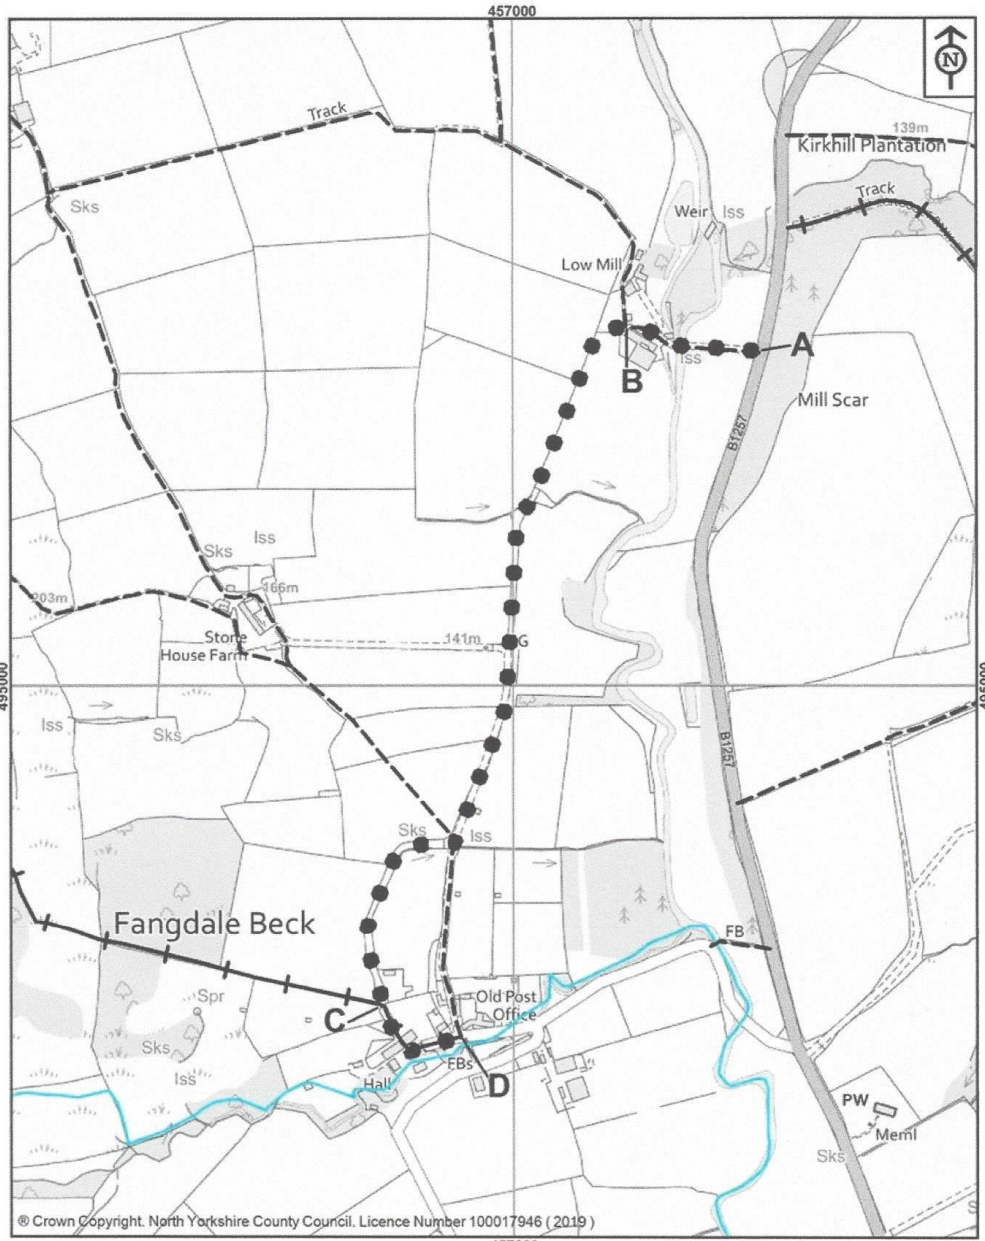 457000
N
139m
Kirkhill Plantation
Track
Track
Sks
Weir
Iss
Low Mill
A
Iss
B
Mill Scar
B1257
Sks
Iss
203m
166m
Stone
House Farm
141m
G
495000
495000
Iss
Sks
B1257
Sks
Iss
Fangdale Beck
FB
Spr
Old Post
Office
C
Sks
FBs
Iss
Hall
D
PW
Meml
Sks
® Crown Copyright. North Yorkshire County Council. Licence Number 100017946 ( 2019 )